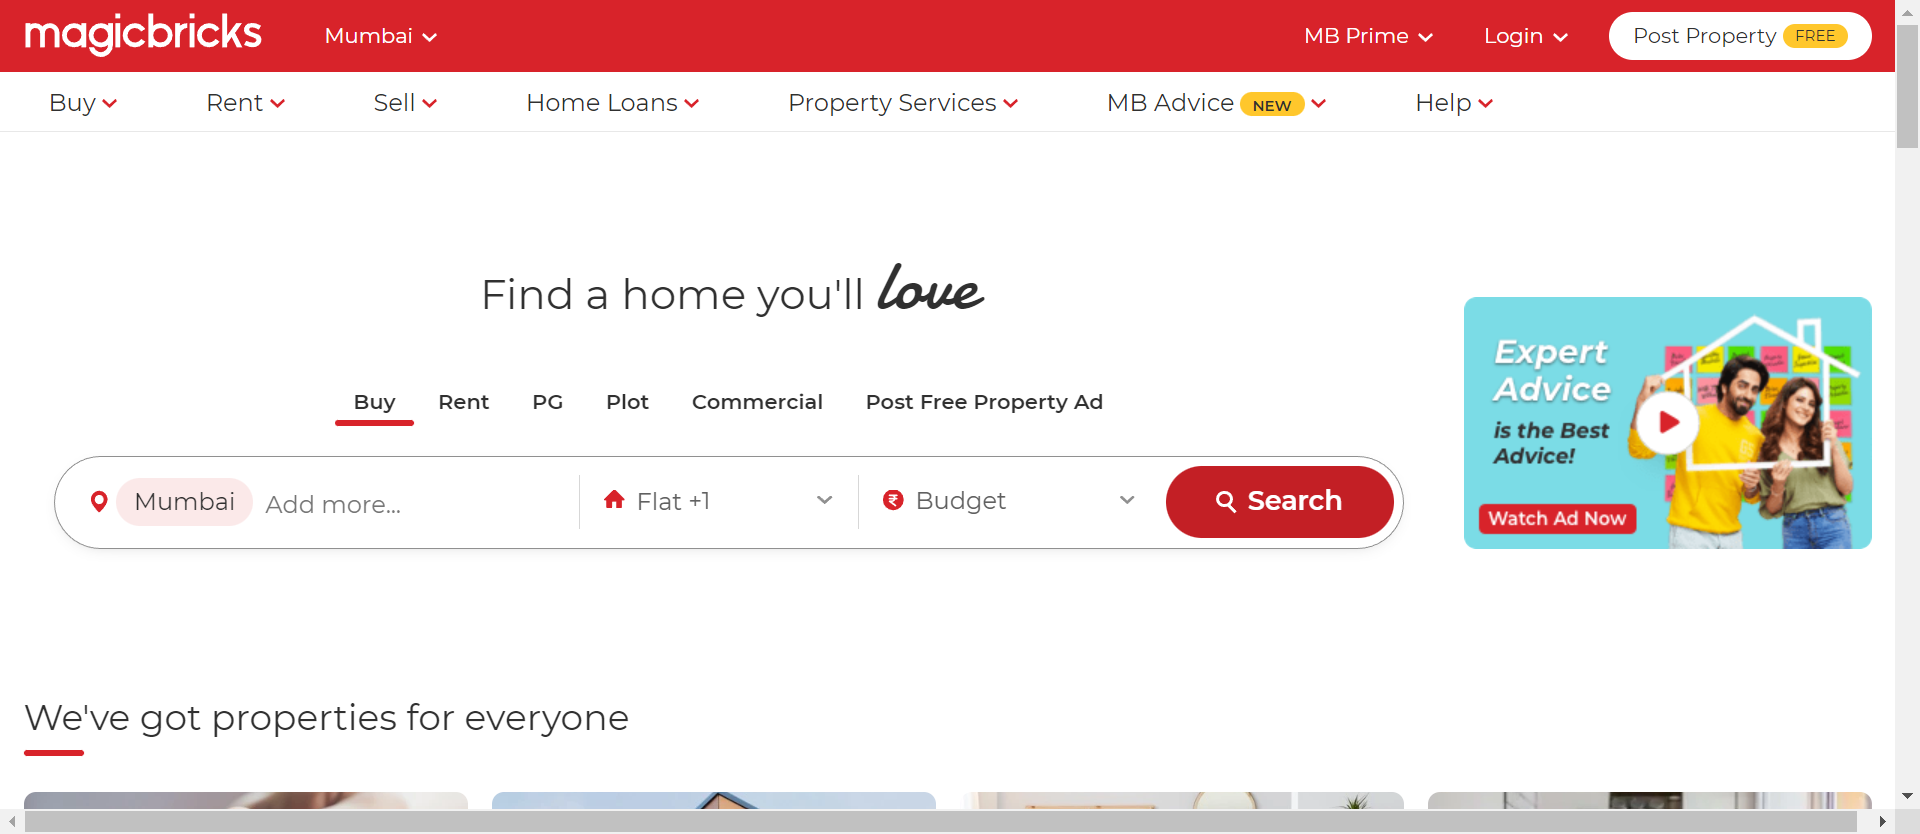 magicbricks
Mumbai
MB Prime
Login
Post Property FREE
Buy
Rent
Sell
Home Loans
Property Services
MB Advice NEW
Help
Find a home you'll love
Buy
Rent
PG
Plot
Commercial
Post Free Property Ad
Mumbai
Add more...
Flat +1
Budget
Search
Expert
Advice
is the Best
Advice!
Watch Ad Now
We've got properties for everyone